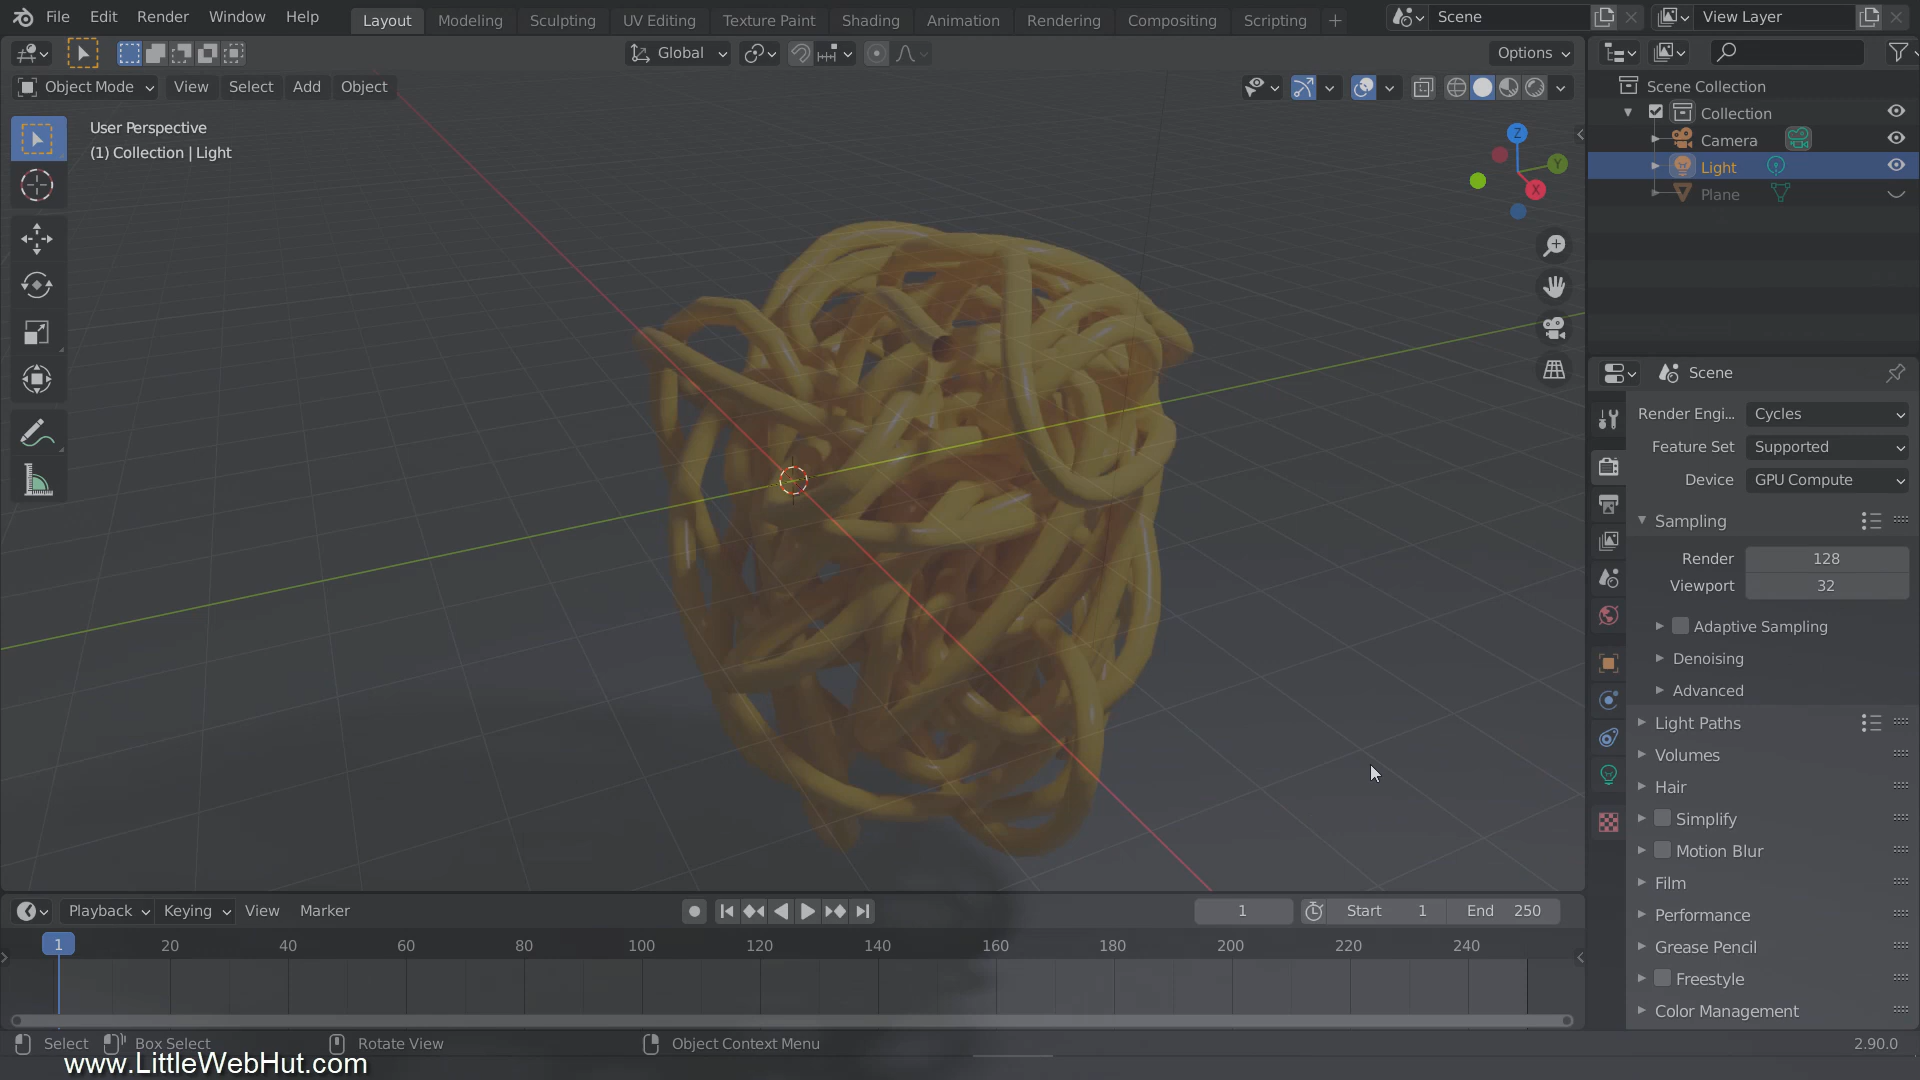 File Edit Render Window Help Layout Modeling Sculpting UV Editing Texture Paint Shading Animation Rendering Compositing Scripting + Scene View Layer
Global Options
Object Mode View Select Add Object
User Perspective
(1) Collection | Light
Z
Y
X
Scene Collection
Collection
Camera
Light
Plane
Scene
Render Engi... Cycles
Feature Set Supported
Device GPU Compute
Sampling
Render 128
Viewport 32
Adaptive Sampling
Denoising
Advanced
Light Paths
Volumes
Hair
Simplify
Motion Blur
Film
Performance
Grease Pencil
Freestyle
Color Management
Playback Keying View Marker 1 Start 1 End 250
1 20 40 60 80 100 120 140 160 180 200 220 240
Select Box Select Rotate View Object Context Menu 2.90.0
www.LittleWebHut.com